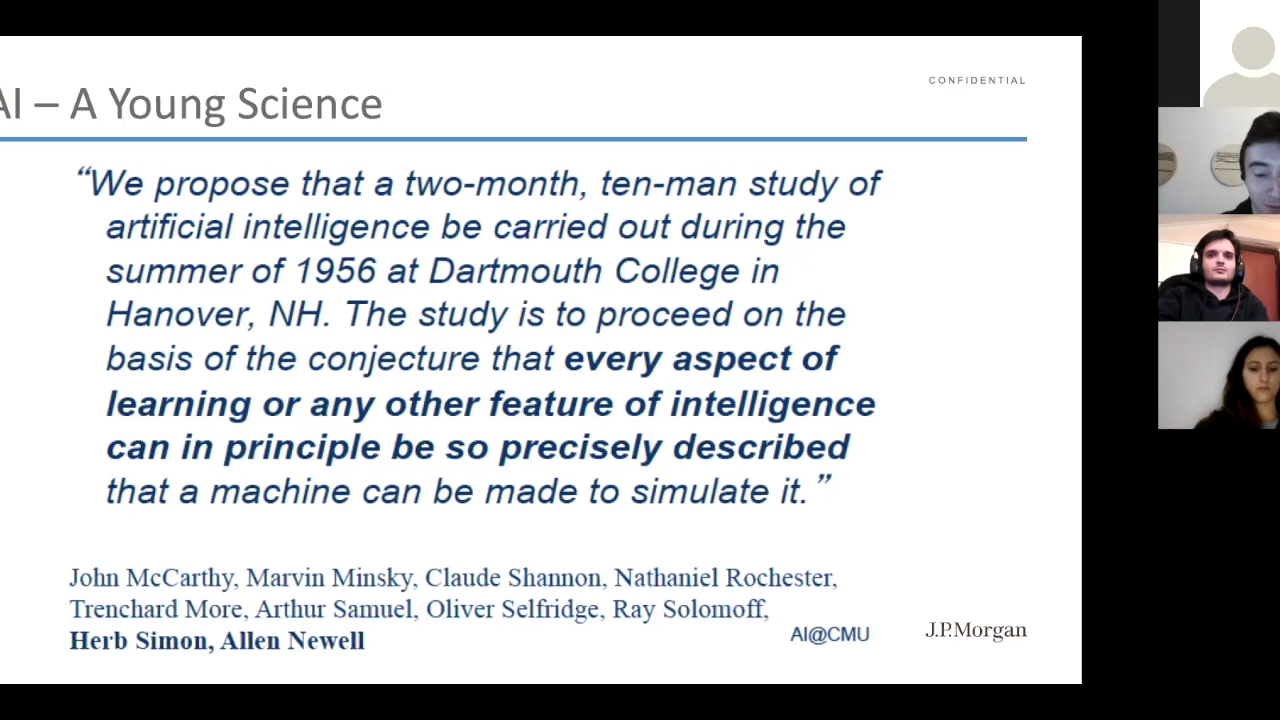 CONFIDENTIAL
AI – A Young Science
“We propose that a two-month, ten-man study of
artificial intelligence be carried out during the
summer of 1956 at Dartmouth College in
Hanover, NH. The study is to proceed on the
basis of the conjecture that every aspect of
learning or any other feature of intelligence
can in principle be so precisely described
that a machine can be made to simulate it.”
John McCarthy, Marvin Minsky, Claude Shannon, Nathaniel Rochester,
Trenchard More, Arthur Samuel, Oliver Selfridge, Ray Solomoff,
Herb Simon, Allen Newell
AI@CMU
J.P.Morgan